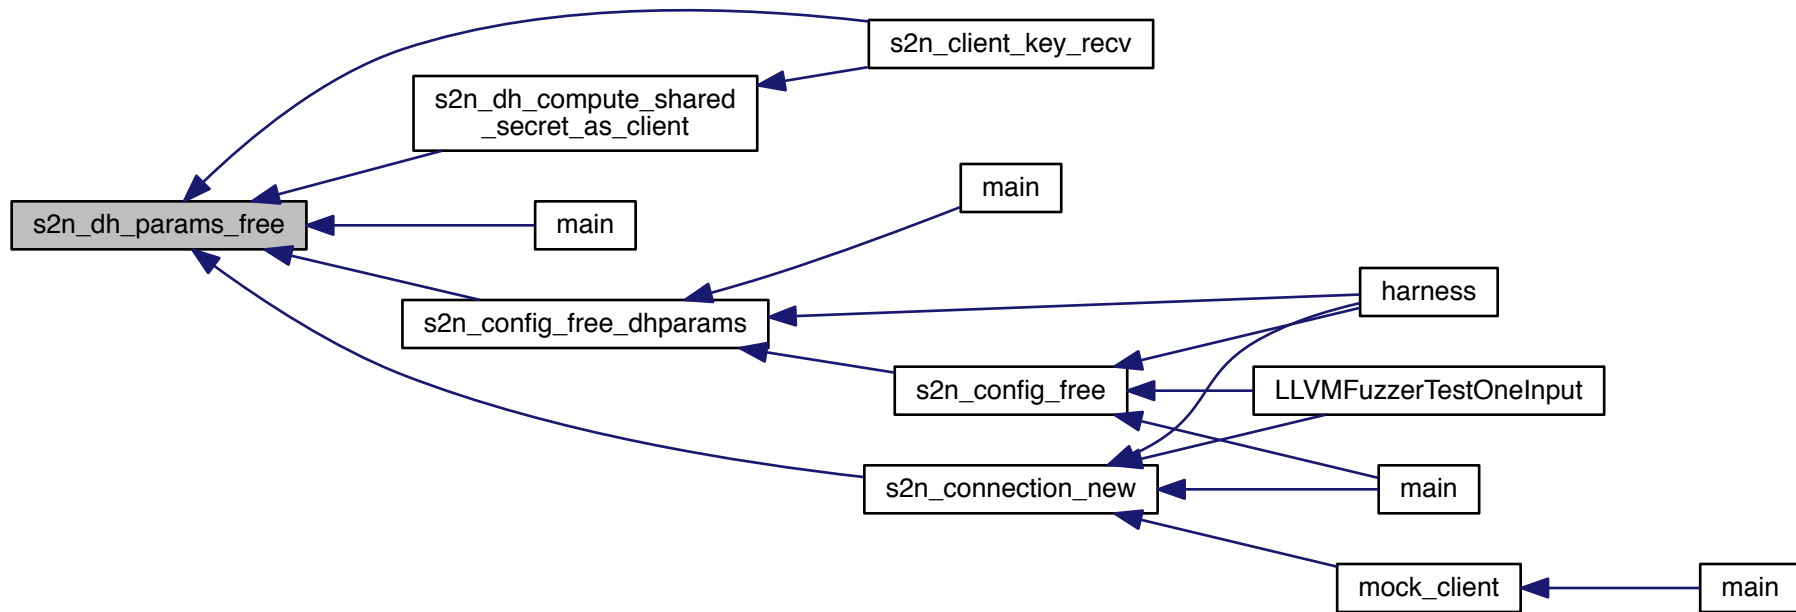 s2n_client_key_recv
s2n_dh_compute_shared
_secret_as_client
main
s2n_dh_params_free
main
harness
s2n_config_free_dhparams
s2n_config_free
LLVMFuzzerTestOneInput
s2n_connection_new
main
mock_client
main